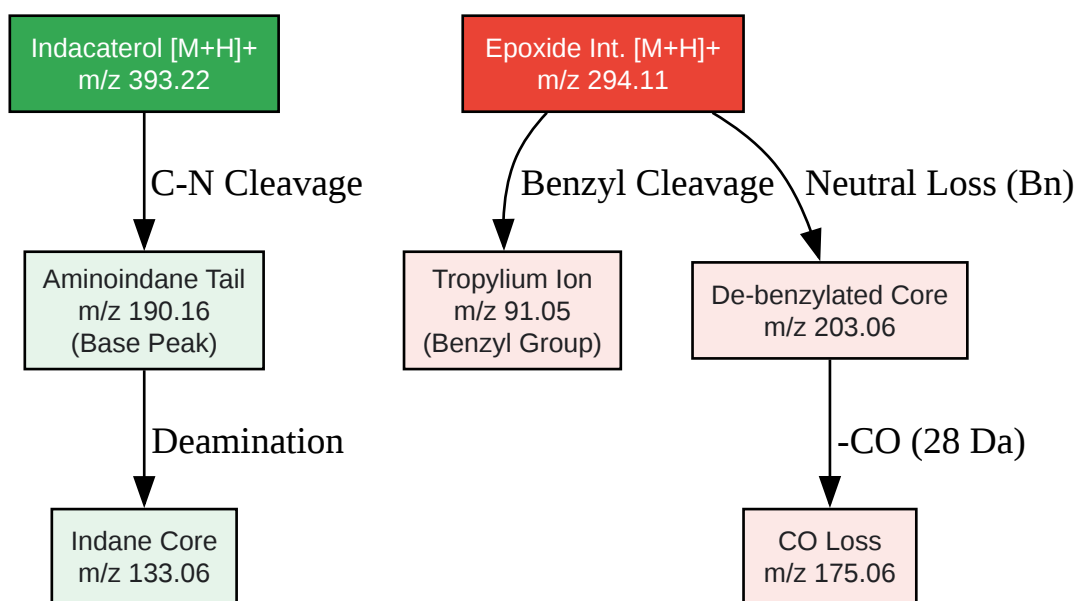 Indacaterol [M+H]+
m/z 393.22
Epoxide Int. [M+H]+
m/z 294.11
C-N Cleavage
Benzyl Cleavage
Neutral Loss (Bn)
Aminoindane Tail
m/z 190.16
(Base Peak)
Tropylium Ion
m/z 91.05
(Benzyl Group)
De-benzylated Core
m/z 203.06
Deamination
-CO (28 Da)
Indane Core
m/z 133.06
CO Loss
m/z 175.06